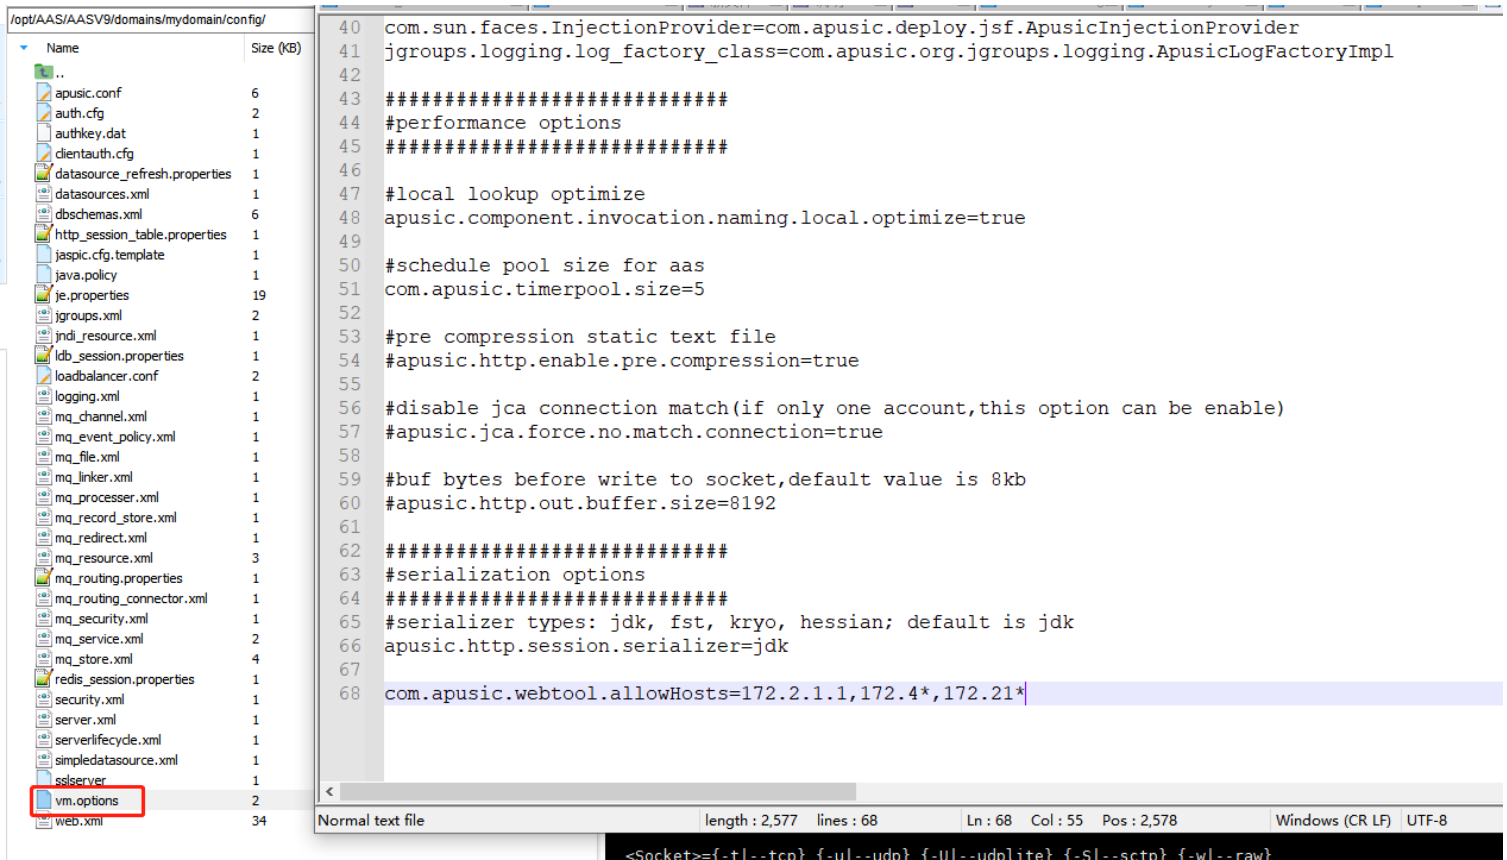 /opt/AAS/AASV9/domains/mydomain/config/
Name Size (KB)
..
apusic.conf 6
auth.cfg 2
authkey.dat 1
clientauth.cfg 1
datasource_refresh.properties 1
datasources.xml 1
dbschemas.xml 6
http_session_table.properties 1
jaspic.cfg.template 1
java.policy 1
je.properties 19
jgroups.xml 2
jndi_resource.xml 1
ldb_session.properties 1
loadbalancer.conf 2
logging.xml 1
mq_channel.xml 1
mq_event_policy.xml 1
mq_file.xml 1
mq_linker.xml 1
mq_processer.xml 1
mq_record_store.xml 1
mq_redirect.xml 1
mq_resource.xml 3
mq_routing.properties 1
mq_routing_connector.xml 1
mq_security.xml 1
mq_service.xml 2
mq_store.xml 4
redis_session.properties 1
security.xml 1
server.xml 1
serverlifecycle.xml 1
simpledatasource.xml 1
sslserver 1
vm.options 2
web.xml 34
40 com.sun.faces.InjectionProvider=com.apusic.deploy.jsf.ApusicInjectionProvider
41 jgroups.logging.log_factory_class=com.apusic.org.jgroups.logging.ApusicLogFactoryImpl
42
43 #############################
44 #performance options
45 #############################
46
47 #local lookup optimize
48 apusic.component.invocation.naming.local.optimize=true
49
50 #schedule pool size for aas
51 com.apusic.timerpool.size=5
52
53 #pre compression static text file
54 #apusic.http.enable.pre.compression=true
55
56 #disable jca connection match(if only one account,this option can be enable)
57 #apusic.jca.force.no.match.connection=true
58
59 #buf bytes before write to socket,default value is 8kb
60 #apusic.http.out.buffer.size=8192
61
62 #############################
63 #serialization options
64 #############################
65 #serializer types: jdk, fst, kryo, hessian; default is jdk
66 apusic.http.session.serializer=jdk
67
68 com.apusic.webtool.allowHosts=172.2.1.1,172.4*,172.21*
Normal text file length : 2,577 lines : 68 Ln : 68 Col : 55 Pos : 2,578 Windows (CR LF) UTF-8
<Socket>={-t|--tcp} {-u|--udp} {-U|--udplite} {-S|--sctp} {-w|--raw}